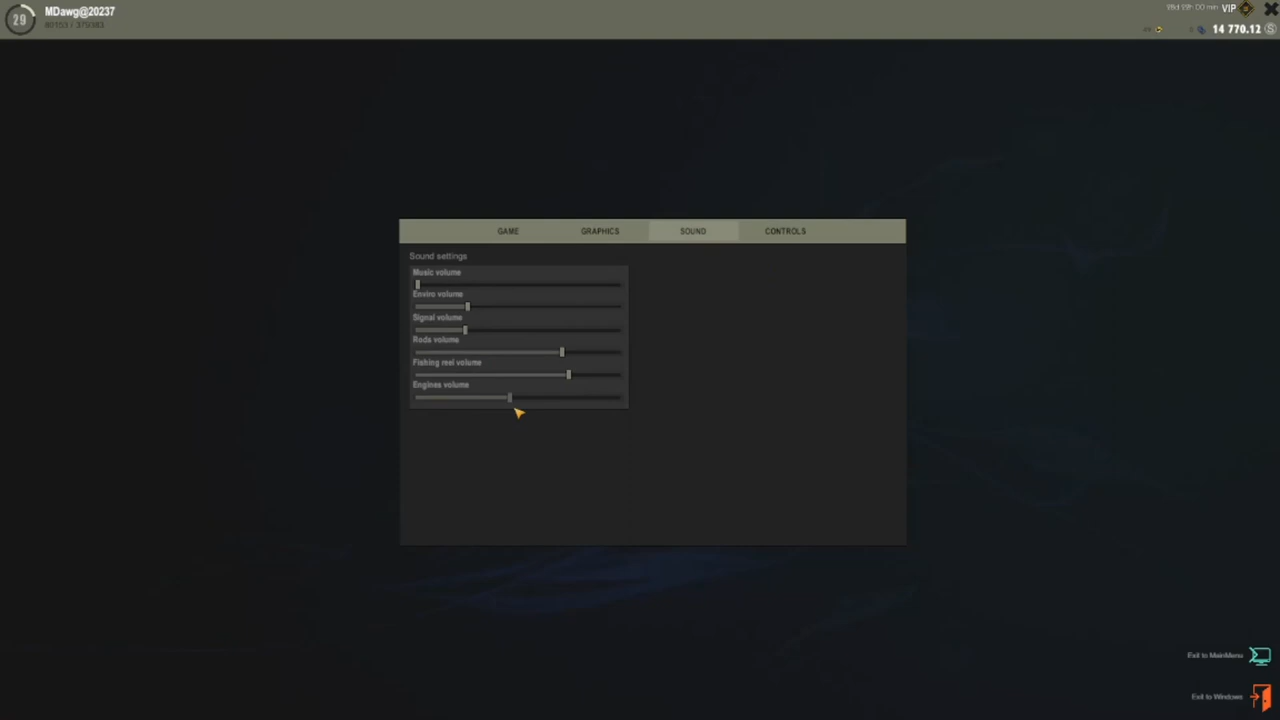 29
MDawg@20237
VIP
14 770.12
GAME GRAPHICS SOUND CONTROLS
Sound settings
Music volume
Enviro volume
Signal volume
Rods volume
Fishing reel volume
Engines volume
Exit to MainMenu
Exit to Windows